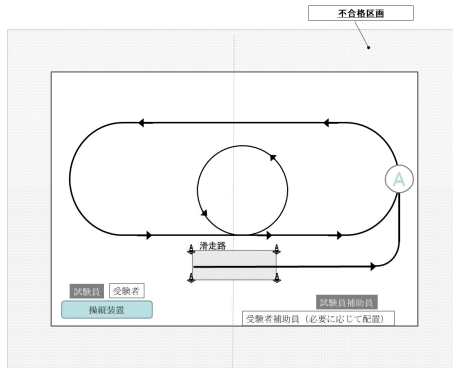 不合格区画
A
滑走路
試験員
受験者
操縦装置
試験員補助員
受験者補助員（必要に応じて配置）